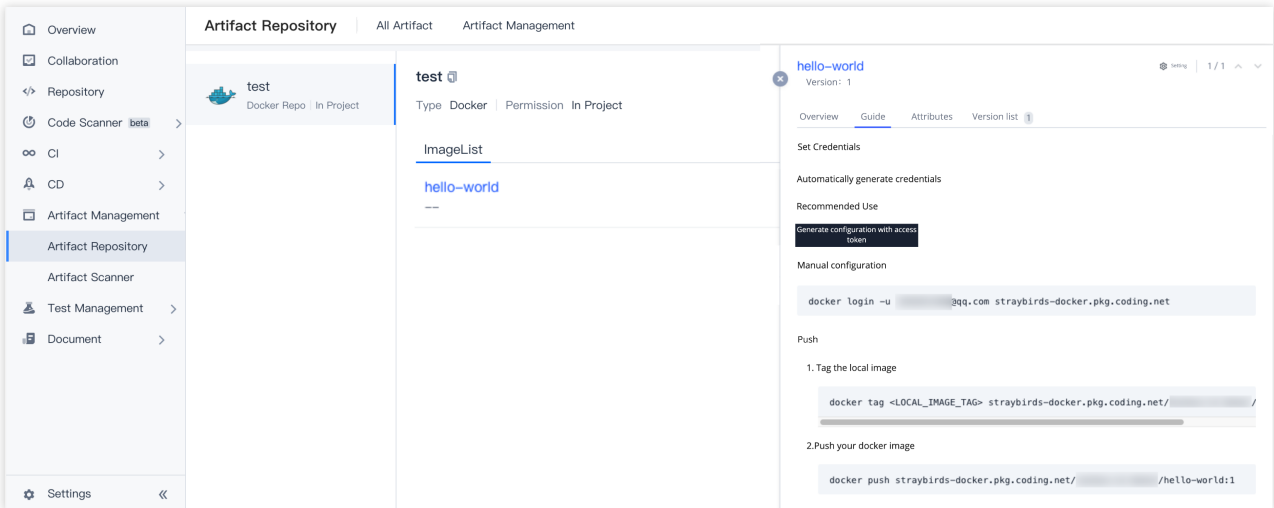 Overview
Collaboration
Repository
Code Scanner beta
CI
CD
Artifact Management
Artifact Repository
Artifact Scanner
Test Management
Document
Settings
Artifact Repository
All Artifact
Artifact Management
test
Docker Repo In Project
test
Type Docker Permission In Project
ImageList
hello-world
--
hello-world
Setting 1 / 1
Version: 1
Overview Guide Attributes Version list 1
Set Credentials
Automatically generate credentials
Recommended Use
Generate configuration with access
token
Manual configuration
docker login -u @qq.com straybirds-docker.pkg.coding.net
Push
1. Tag the local image
docker tag <LOCAL_IMAGE_TAG> straybirds-docker.pkg.coding.net/ /
2.Push your docker image
docker push straybirds-docker.pkg.coding.net/ /hello-world:1